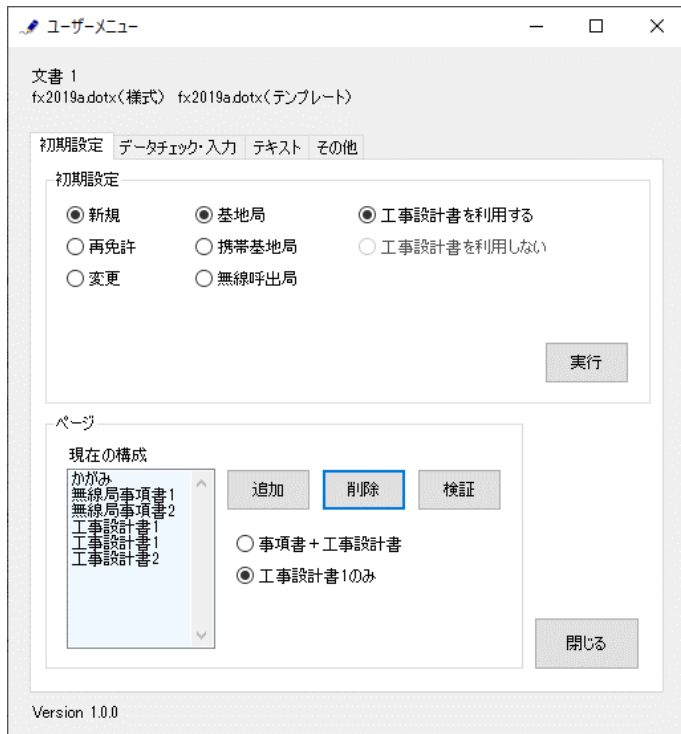 ユーザーメニュー
文書 1
fx2019a.dotx(様式) fx2019a.dotx(テンプレート)
初期設定 データチェック・入力 テキスト その他
初期設定
新規 基地局 工事設計書を利用する
再免許 携帯基地局 工事設計書を利用しない
変更 無線呼出局
実行
ページ
現在の構成
かがみ
無線局事項書1
無線局事項書2
工事設計書1
工事設計書1
工事設計書2
追加 削除 検証
事項書+工事設計書
工事設計書1のみ
閉じる
Version 1.0.0